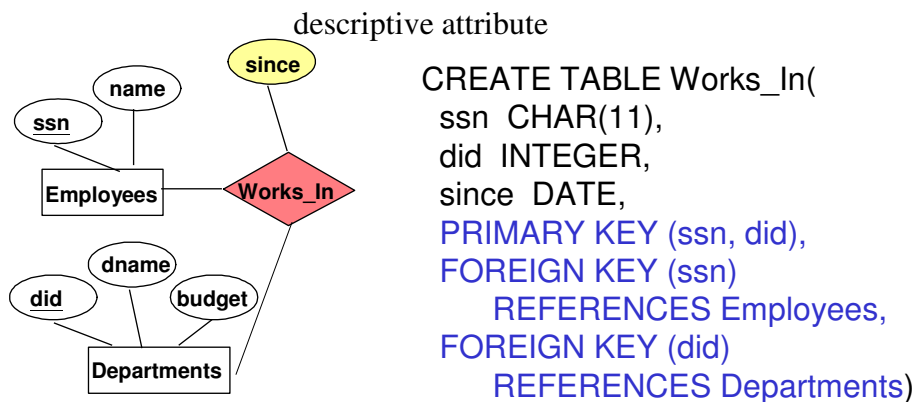 descriptive attribute
since
name
ssn
Employees
Works_In
dname
did
budget
Departments
CREATE TABLE Works_In(
ssn CHAR(11),
did INTEGER,
since DATE,
PRIMARY KEY (ssn, did),
FOREIGN KEY (ssn)
REFERENCES Employees,
FOREIGN KEY (did)
REFERENCES Departments)